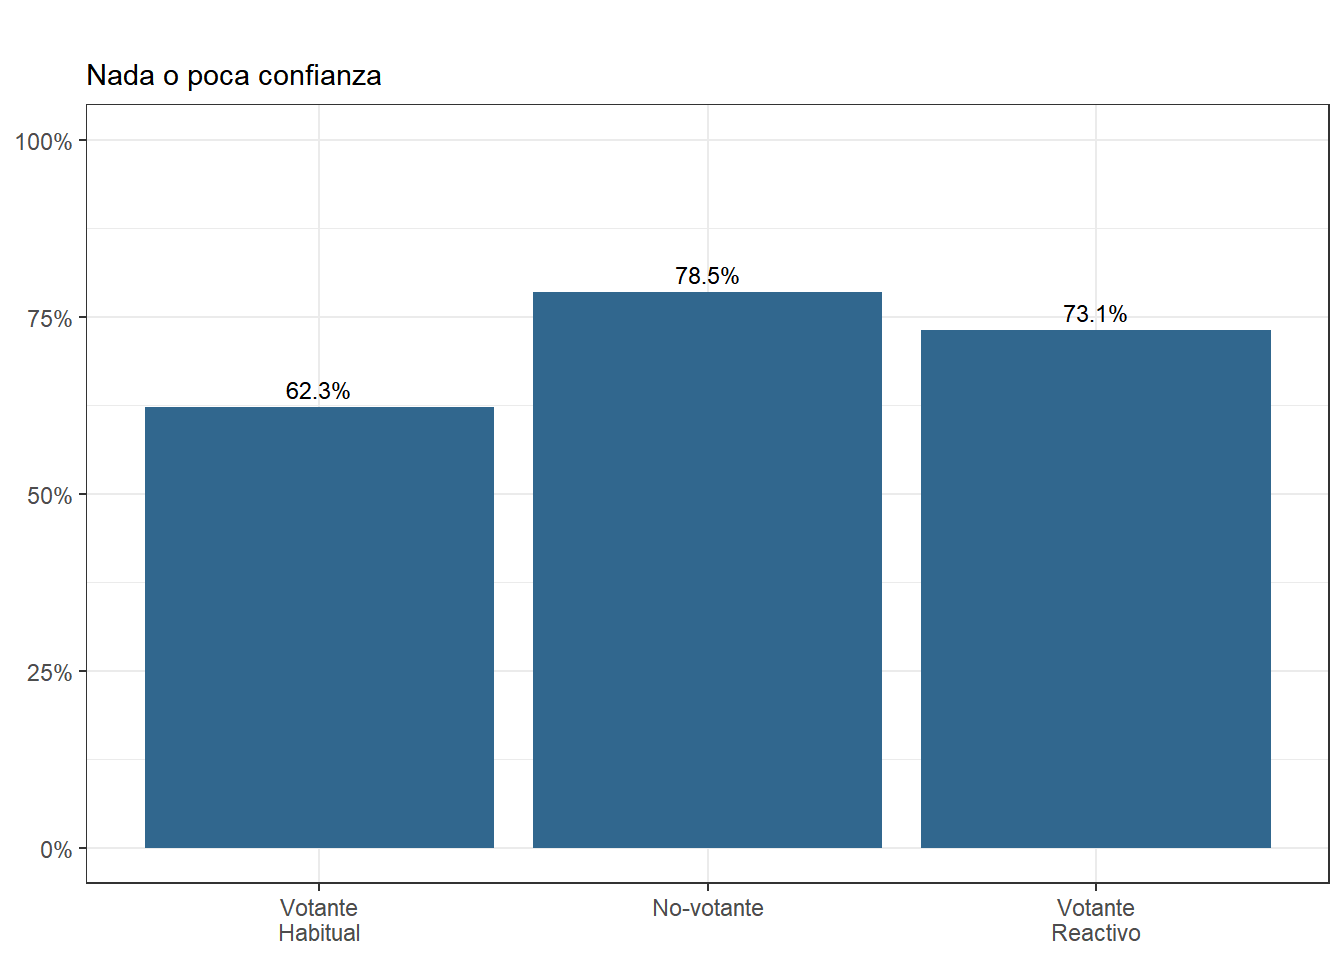 Nada o poca confianza
100%
75%
50%
25%
0%
62.3%
78.5%
73.1%
Votante
Habitual
No-votante
Votante
Reactivo